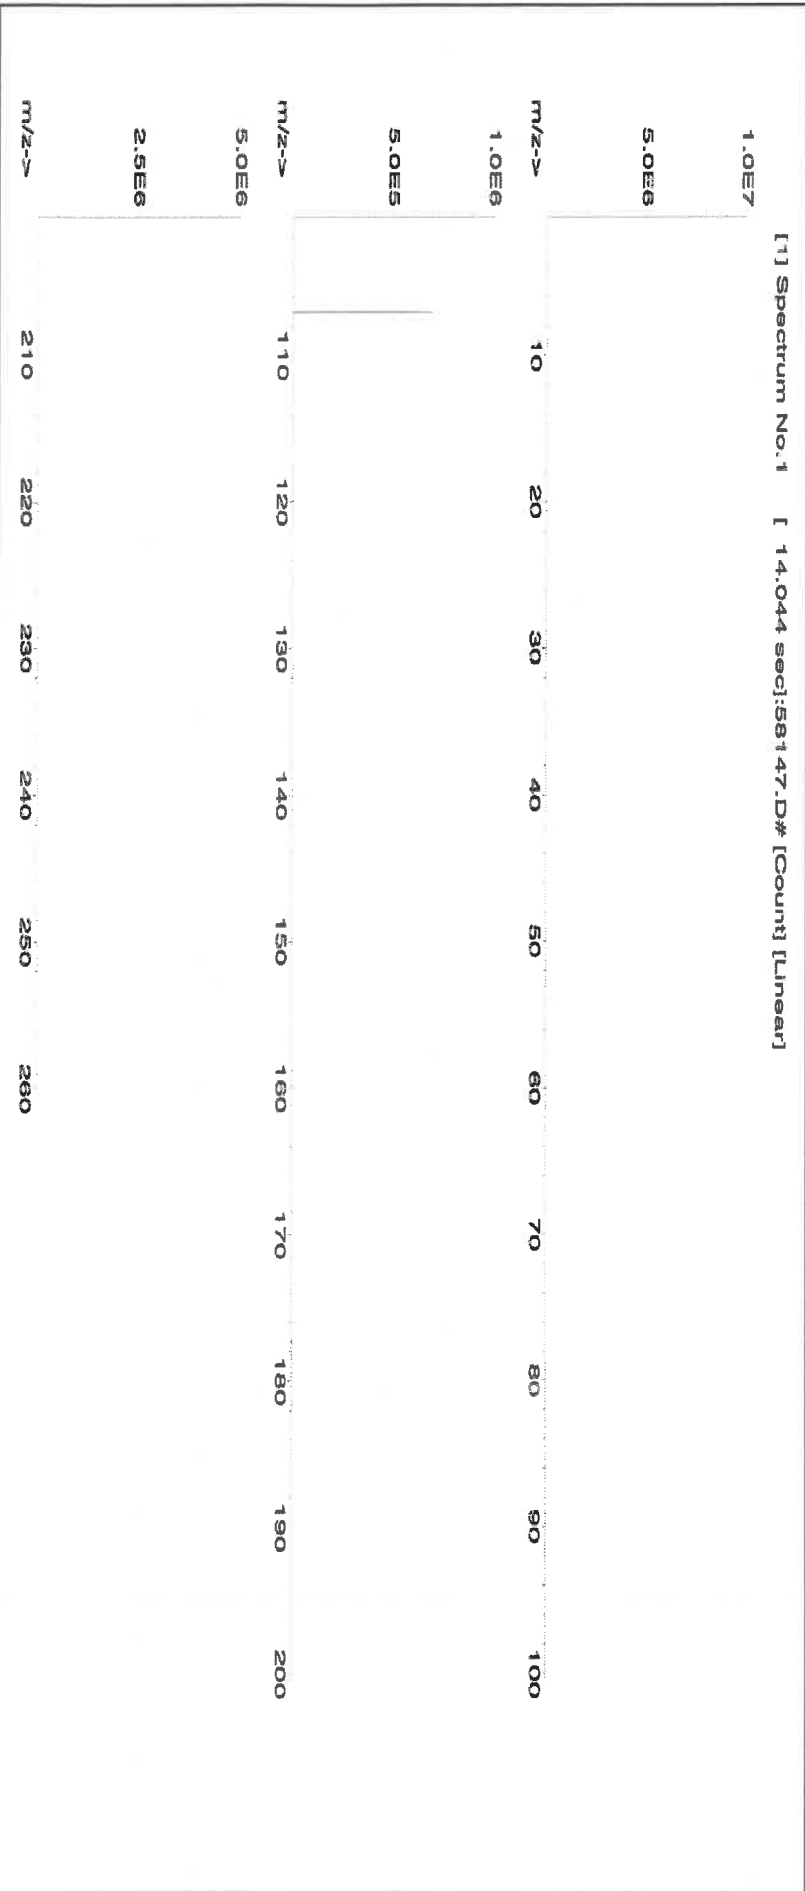 [1] Spectrum No.1 [ 14.044 sec]:58147.D# [Count] [Linear]
1.0E7
5.0E6
m/z-> 10 20 30 40 50 60 70 80 90 100
1.0E6
5.0E5
m/z-> 110 120 130 140 150 160 170 180 190 200
5.0E6
2.5E6
m/z-> 210 220 230 240 250 260